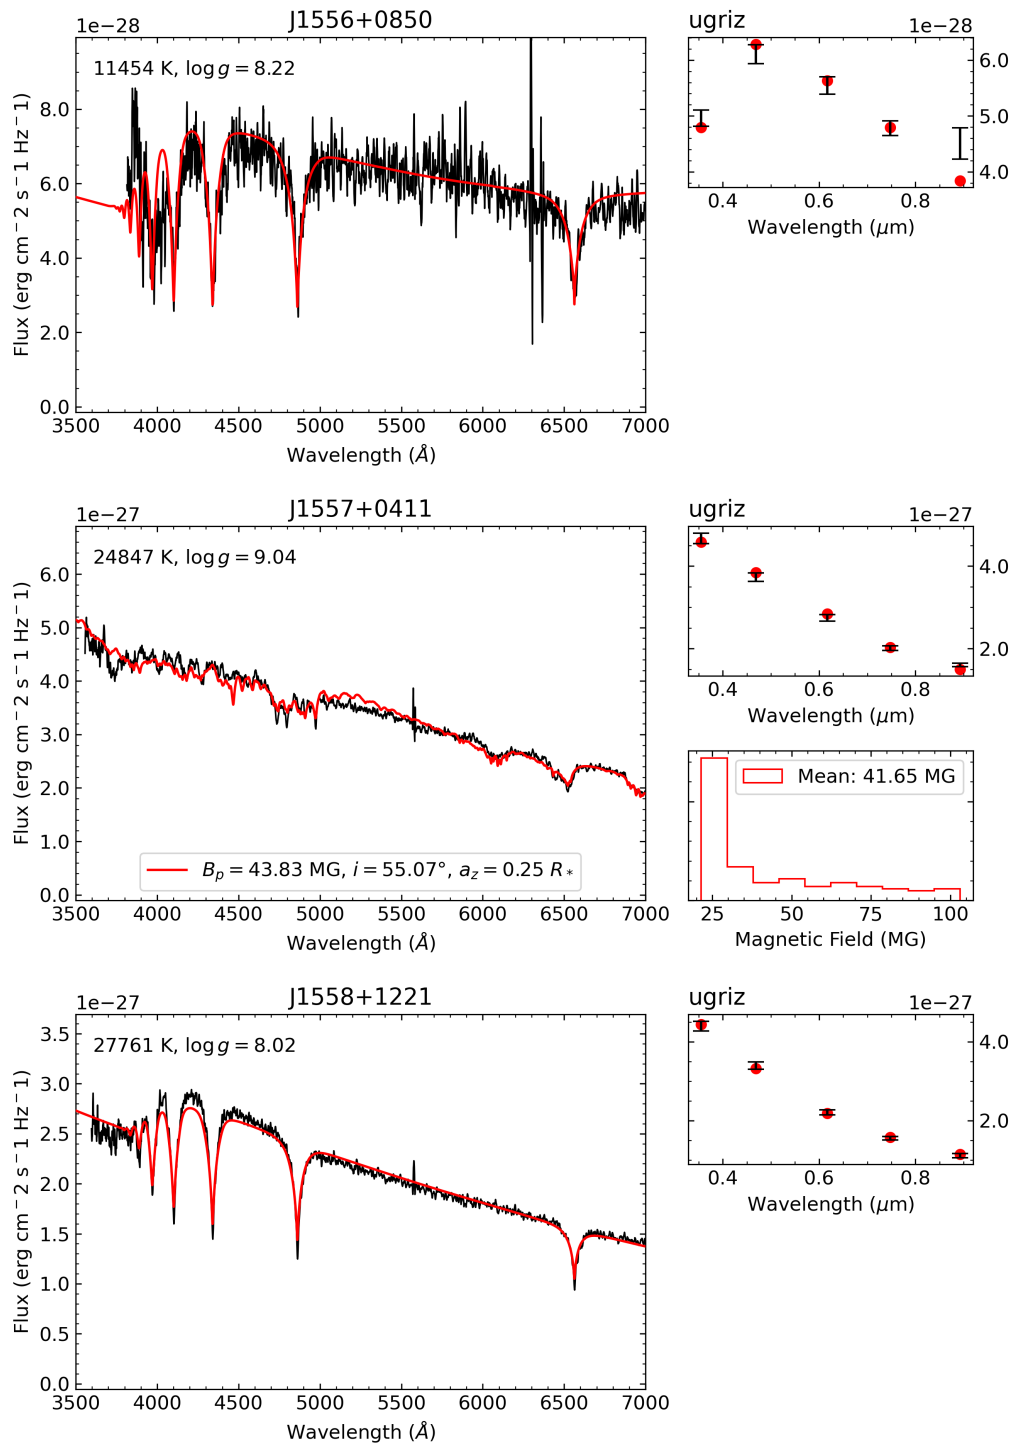 1e−28
J1556+0850
11454 K, log g = 8.22
8.0
6.0
4.0
2.0
0.0
Flux (erg cm−2 s−1 Hz−1)
3500 4000 4500 5000 5500 6000 6500 7000
Wavelength (Å)
ugriz
1e−28
6.0
5.0
4.0
0.4 0.6 0.8
Wavelength (μm)
1e−27
J1557+0411
24847 K, log g = 9.04
6.0
5.0
4.0
3.0
2.0
1.0
0.0
Flux (erg cm−2 s−1 Hz−1)
B_p = 43.83 MG, i = 55.07°, a_z = 0.25 R_*
3500 4000 4500 5000 5500 6000 6500 7000
Wavelength (Å)
ugriz
1e−27
4.0
2.0
0.4 0.6 0.8
Wavelength (μm)
Mean: 41.65 MG
25 50 75 100
Magnetic Field (MG)
1e−27
J1558+1221
27761 K, log g = 8.02
3.5
3.0
2.5
2.0
1.5
1.0
0.5
0.0
Flux (erg cm−2 s−1 Hz−1)
3500 4000 4500 5000 5500 6000 6500 7000
Wavelength (Å)
ugriz
1e−27
4.0
2.0
0.4 0.6 0.8
Wavelength (μm)